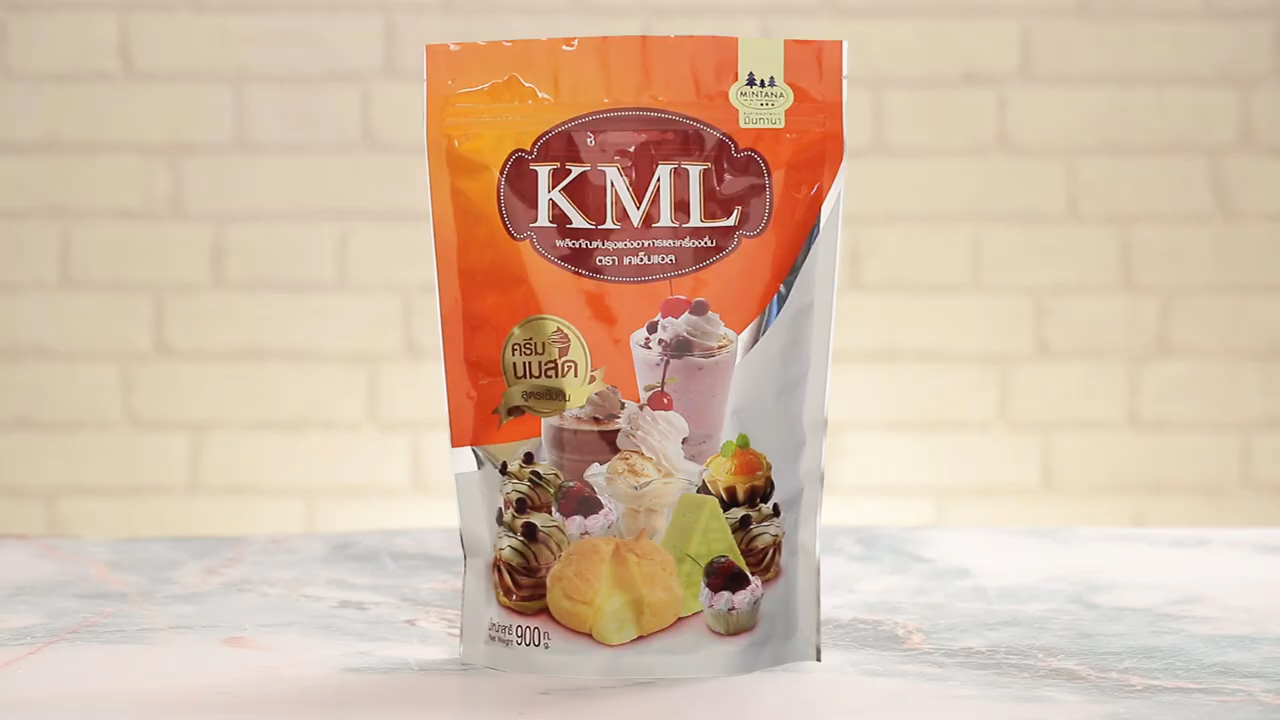 MINTANA
มินทานา
KML
ผลิตภัณฑ์ปรุงแต่งอาหารและเครื่องดื่ม
ตรา เคเอ็มแอล
ครีม
นมสด
สูตรเข้มข้น
น้ำหนักสุทธิ 900 ก.
Net Weight g.